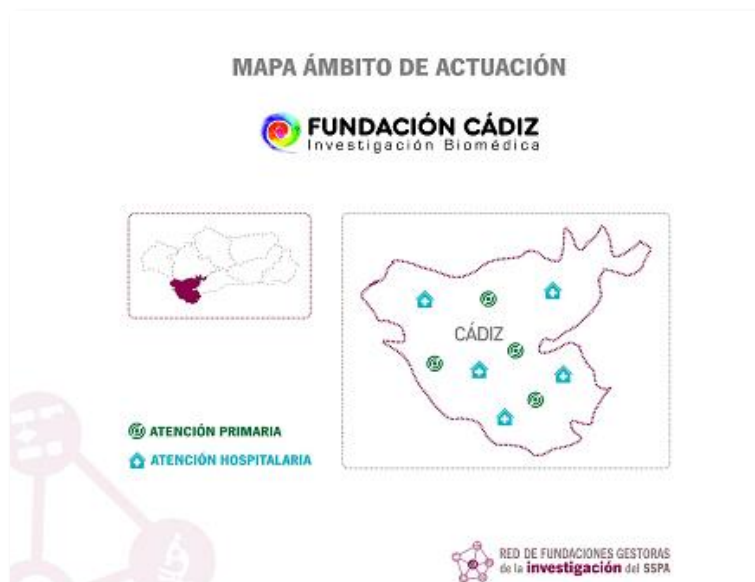 MAPA ÁMBITO DE ACTUACIÓN
FUNDACIÓN CÁDIZ
Investigación Biomédica
CÁDIZ
ATENCIÓN PRIMARIA
ATENCIÓN HOSPITALARIA
RED DE FUNDACIONES GESTORAS
de la investigación del SSPA